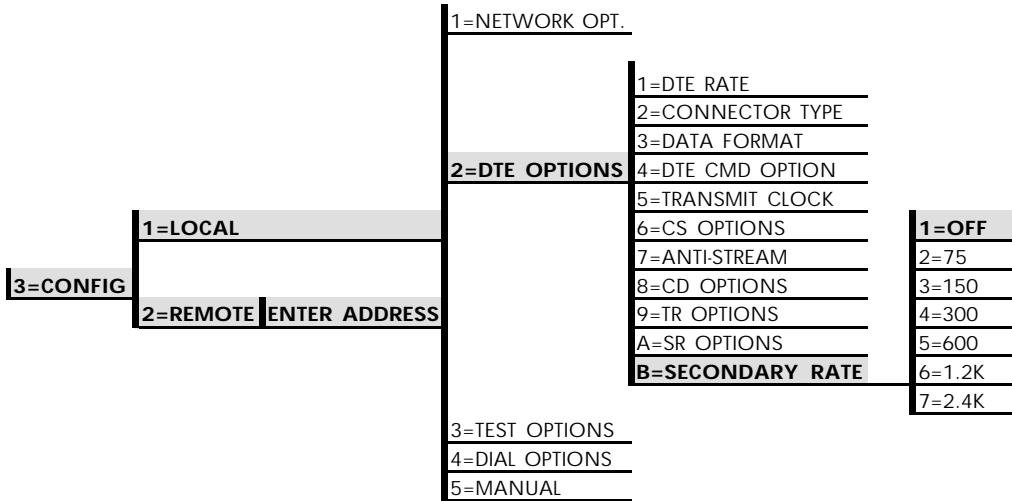 1=NETWORK OPT.
1=DTE RATE
2=CONNECTOR TYPE
3=DATA FORMAT
2=DTE OPTIONS
4=DTE CMD OPTION
5=TRANSMIT CLOCK
1=LOCAL
6=CS OPTIONS
1=OFF
7=ANTI-STREAM
2=75
3=CONFIG
8=CD OPTIONS
3=150
2=REMOTE
ENTER ADDRESS
9=TR OPTIONS
4=300
A=SR OPTIONS
5=600
B=SECONDARY RATE
6=1.2K
7=2.4K
3=TEST OPTIONS
4=DIAL OPTIONS
5=MANUAL